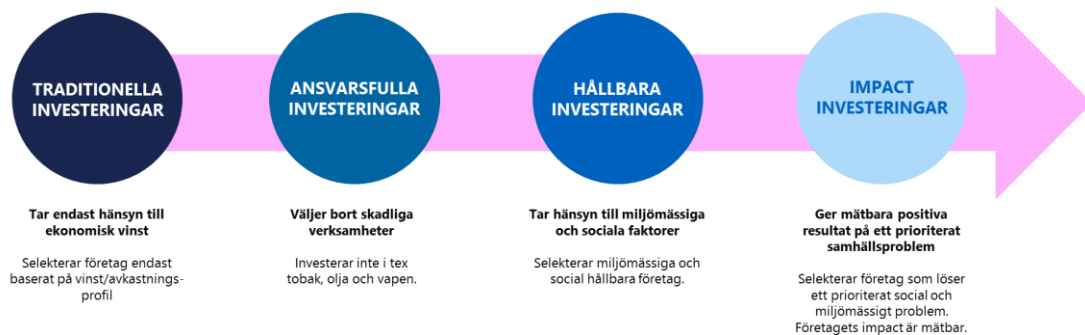 TRADITIONELLA
INVESTERINGAR
Tar endast hänsyn till
ekonomisk vinst
Selekterar företag endast
baserat på vinst/avkastnings-
profil
ANSVARSFULLA
INVESTERINGAR
Väljer bort skadliga
verksamheter
Investerar inte i tex
tobak, olja och vapen.
HÅLLBARA
INVESTERINGAR
Tar hänsyn till miljömässiga
och sociala faktorer
Selekterar miljömässiga och
social hållbara företag.
IMPACT
INVESTERINGAR
Ger mätbara positiva
resultat på ett prioriterat
samhällsproblem
Selekterar företag som löser
ett prioriterat social och
miljömässigt problem.
Företagets impact är mätbar.